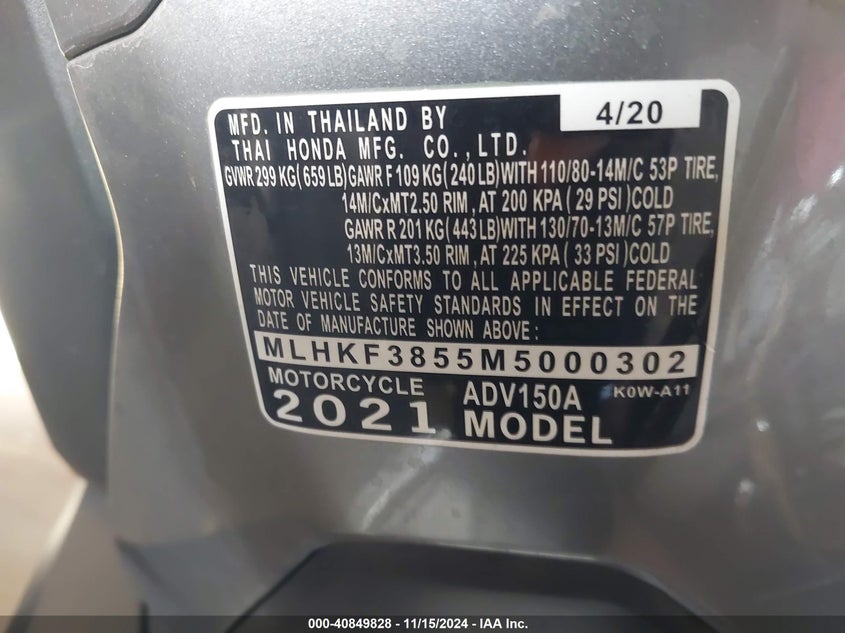 MFD. IN THAILAND BY 4/20
THAI HONDA MFG. CO., LTD.
GVWR 299 KG(659 LB)GAWR F 109 KG(240 LB)WITH 110/80-14M/C 53P TIRE,
14M/CxMT2.50 RIM, AT 200 KPA (29 PSI)COLD
GAWR R 201 KG(443 LB)WITH 130/70-13M/C 57P TIRE,
13M/CxMT3.50 RIM, AT 225 KPA (33 PSI)COLD
THIS VEHICLE CONFORMS TO ALL APPLICABLE FEDERAL
MOTOR VEHICLE SAFETY STANDARDS IN EFFECT ON THE
DATE OF MANUFACTURE SHOWN ABOVE:
MLHKF3855M5000302
MOTORCYCLE ADV150A K0W-A11
2021 MODEL
000-40849828 - 11/15/2024 - IAA Inc.